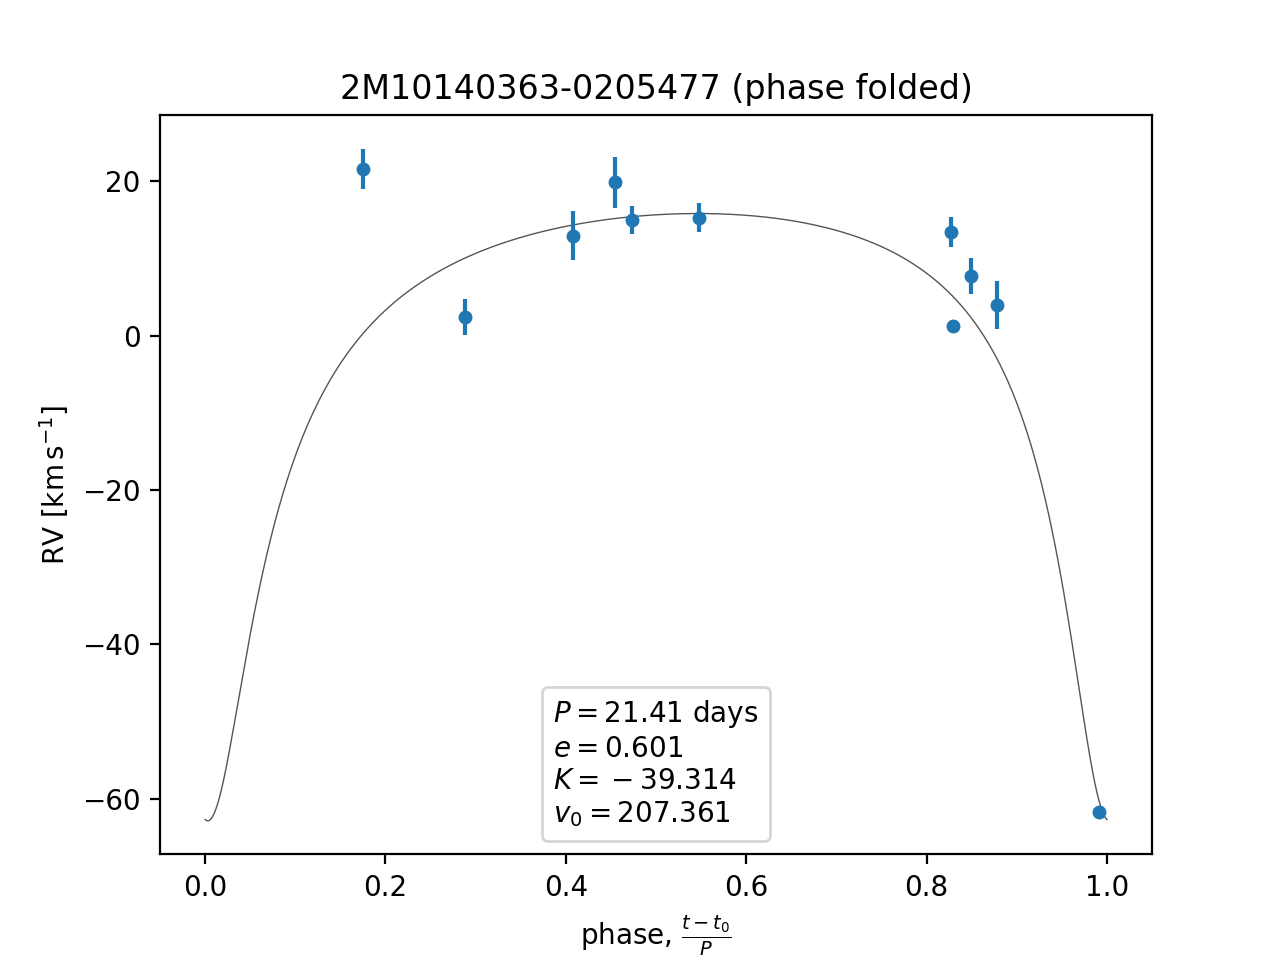 2M10140363-0205477 (phase folded)
20
0
−20
−40
−60
RV [km s⁻¹]
P = 21.41 days
e = 0.601
K = − 39.314
v₀ = 207.361
0.0 0.2 0.4 0.6 0.8 1.0
phase, (t − t₀)/P